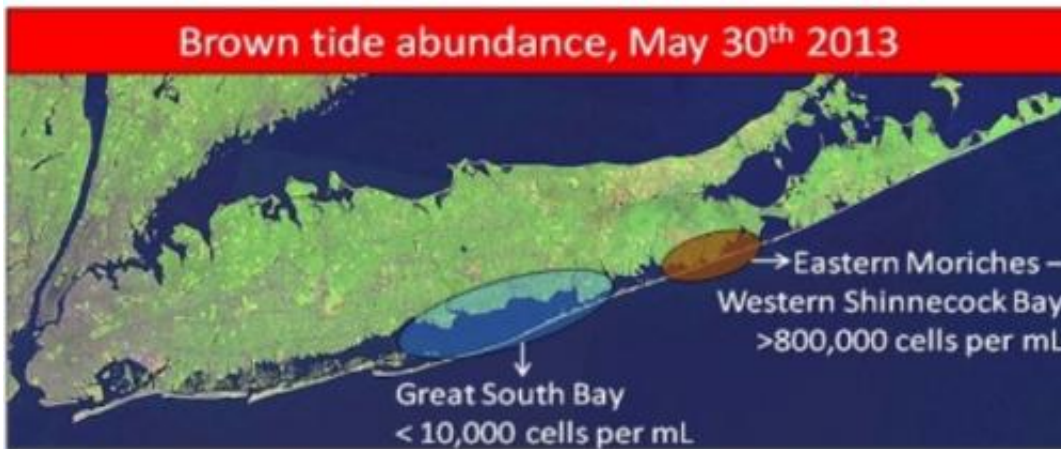 Brown tide abundance, May 30th 2013
Eastern Moriches –
Western Shinnecock Bay
>800,000 cells per mL
Great South Bay
< 10,000 cells per mL